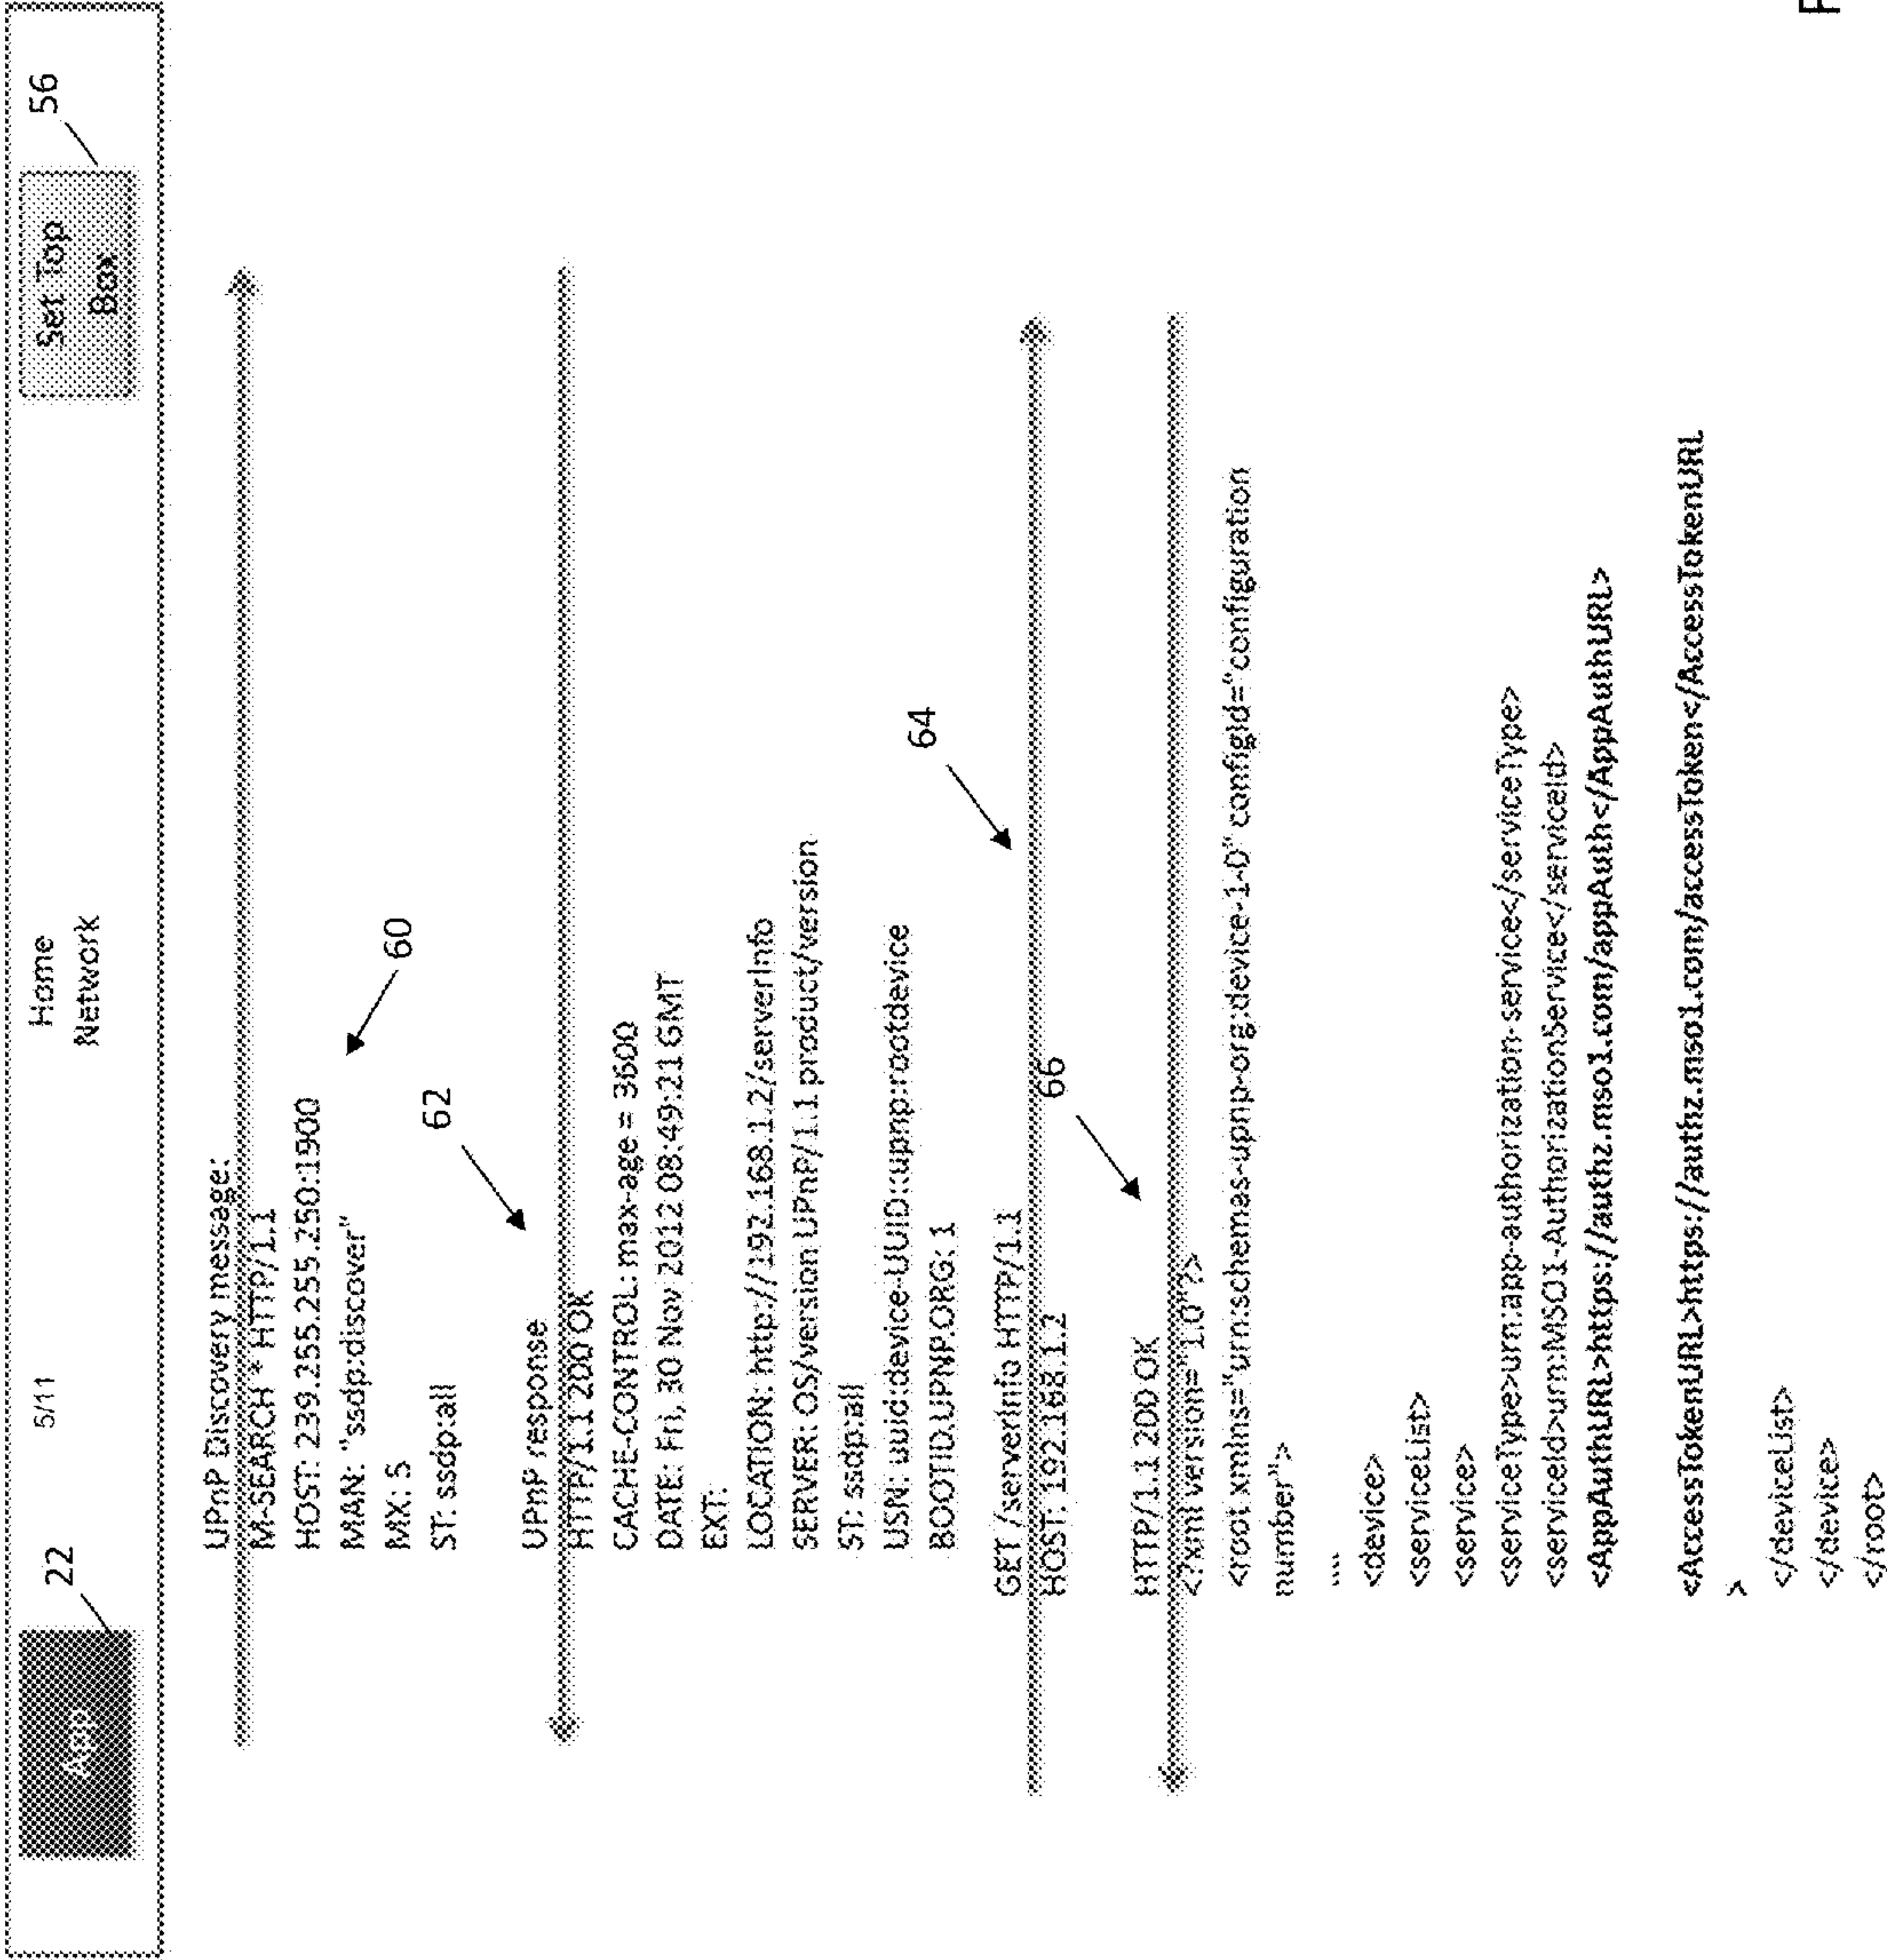 5/11
App
22
Home
Network
Set Top
Box
56
UPnP Discovery message:
M-SEARCH * HTTP/1.1
HOST: 239.255.255.250:1900
MAN: "ssdp:discover"
60
MX: 5
ST: ssdp:all
62
UPnP response
HTTP/1.1 200 OK
CACHE-CONTROL: max-age = 3600
DATE: Fri, 30 Nov 2012 08:49:21 GMT
EXT:
LOCATION: http://192.168.1.2/serverInfo
SERVER: OS/version UPnP/1.1 product/version
ST: ssdp:all
USN: uuid:device-UUID::upnp:rootdevice
BOOTID.UPNP.ORG: 1
64
GET /serverInfo HTTP/1.1
HOST: 192.168.1.2
66
HTTP/1.1 200 OK
<?xml version="1.0"?>
<root xmlns="urn:schemas-upnp-org:device-1-0" configId="configuration
number">
...
<device>
<serviceList>
<service>
<serviceType>urn:app-authorization-service</serviceType>
<serviceId>urn:MSO1-AuthorizationService</serviceId>
<AppAuthURL>https://authz.mso1.com/appAuth</AppAuthURL>
<AccessTokenURL>https://authz.mso1.com/accessToken</AccessTokenURL
>
</deviceList>
</device>
</root>